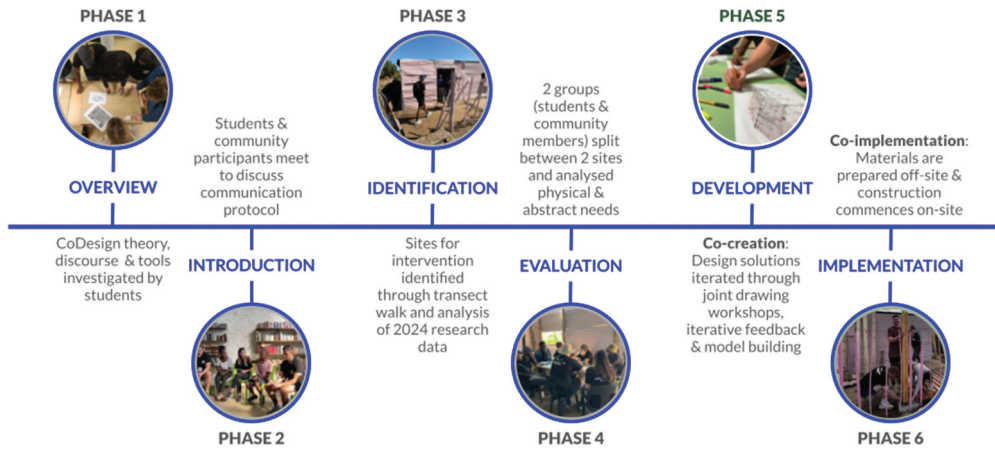 PHASE 1
OVERVIEW
CoDesign theory,
discourse & tools
investigated by
students
Students &
community
participants meet
to discuss
communication
protocol
INTRODUCTION
PHASE 2
PHASE 3
IDENTIFICATION
Sites for
intervention
identified
through transect
walk and analysis
of 2024 research
data
2 groups
(students &
community
members) split
between 2 sites
and analysed
physical &
abstract needs
EVALUATION
PHASE 4
PHASE 5
DEVELOPMENT
Co-creation:
Design solutions
iterated through
joint drawing
workshops,
iterative feedback
& model building
Co-implementation:
Materials are
prepared off-site &
construction
commences on-site
IMPLEMENTATION
PHASE 6